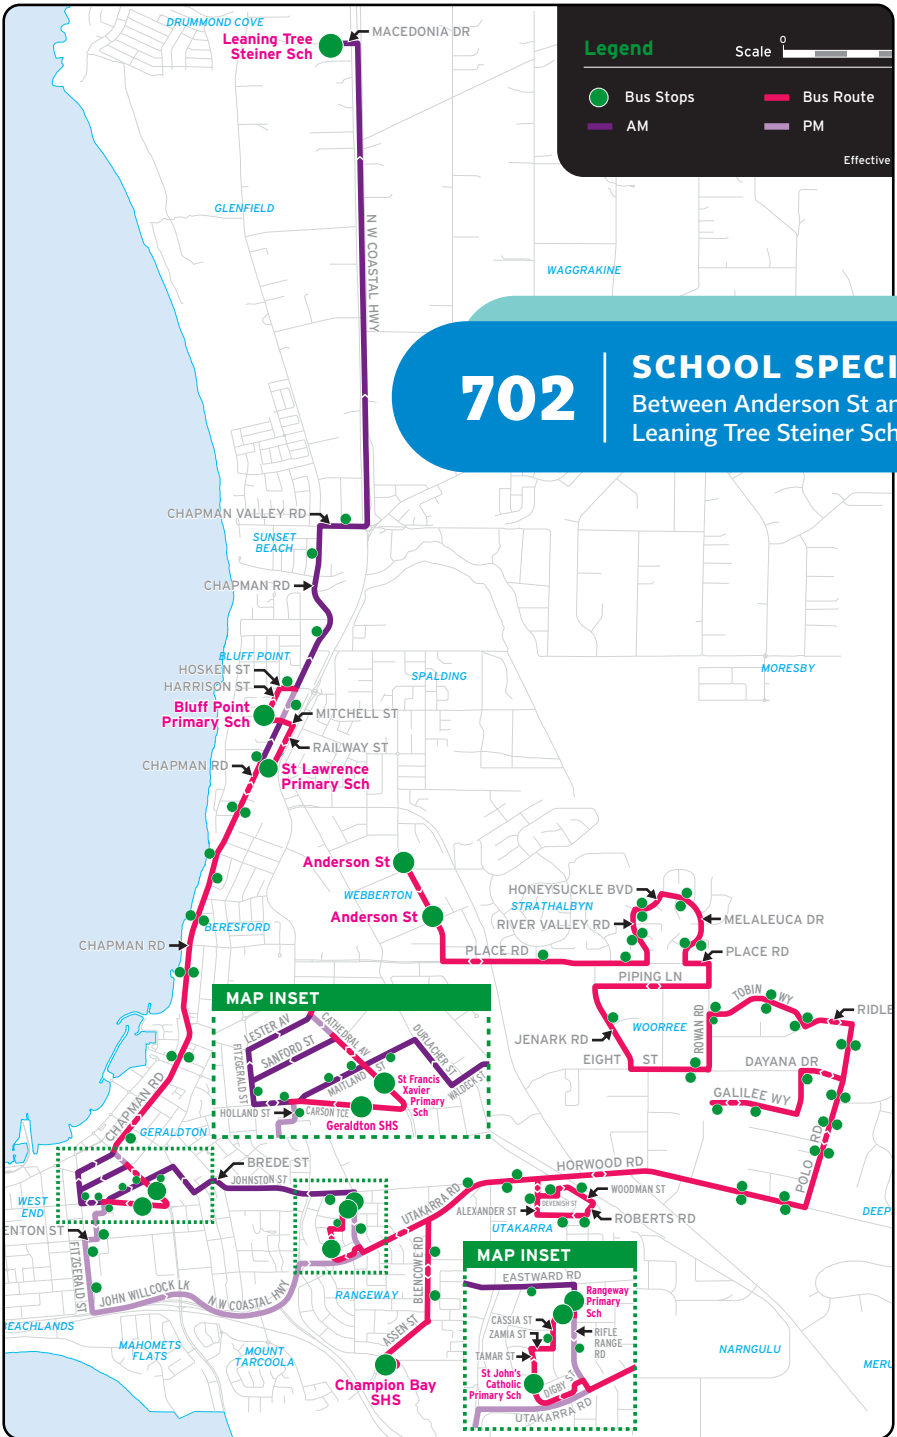 DRUMMOND COVE
Leaning Tree
Steiner Sch
MACEDONIA DR
Legend
Scale
0
Bus Stops
Bus Route
AM
PM
Effective
GLENFIELD
N W COASTAL HWY
WAGGRAKINE
702
SCHOOL SPECI
Between Anderson St an
Leaning Tree Steiner Sch
CHAPMAN VALLEY RD
SUNSET
BEACH
CHAPMAN RD
BLUFF POINT
HOSKEN ST
HARRISON ST
SPALDING
MORESBY
Bluff Point
Primary Sch
MITCHELL ST
RAILWAY ST
CHAPMAN RD
St Lawrence
Primary Sch
Anderson St
WEBBERTON
Anderson St
HONEYSUCKLE BVD
STRATHALBYN
RIVER VALLEY RD
MELALEUCA DR
BERESFORD
CHAPMAN RD
PLACE RD
PLACE RD
PIPING LN
MAP INSET
LESTER AV
SANFORD ST
CATHEDRAL AV
DURLACHER ST
FITZGERALD ST
MAITLAND ST
WALDECK ST
St Francis
Xavier
Primary
Sch
HOLLAND ST
CARSON TCE
Geraldton SHS
TOBIN WY
RIDLE
JENARK RD
WOORREE
ROWAN RD
EIGHT ST
DAYANA DR
GALILEE WY
CHAPMAN RD
GERALDTON
POLO RD
BREDE ST
JOHNSTON ST
HORWOOD RD
WEST
END
ENTON ST
FITZGERALD ST
UTAKARRA RD
ALEXANDER ST
DEVENISH ST
WOODMAN ST
ROBERTS RD
UTAKARRA
DEEP
JOHN WILLCOCK LK
N W COASTAL HWY
RANGEWAY
BLENCOWE RD
ASSEN ST
EACHLANDS
MAHOMETS
FLATS
MOUNT
TARCOOLA
Champion Bay
SHS
MAP INSET
EASTWARD RD
Rangeway
Primary
Sch
CASSIA ST
ZAMIA ST
RIFLE
RANGE
RD
TAMAR ST
St John's
Catholic
Primary Sch
DIGBY ST
UTAKARRA RD
NARNGULU
MERU